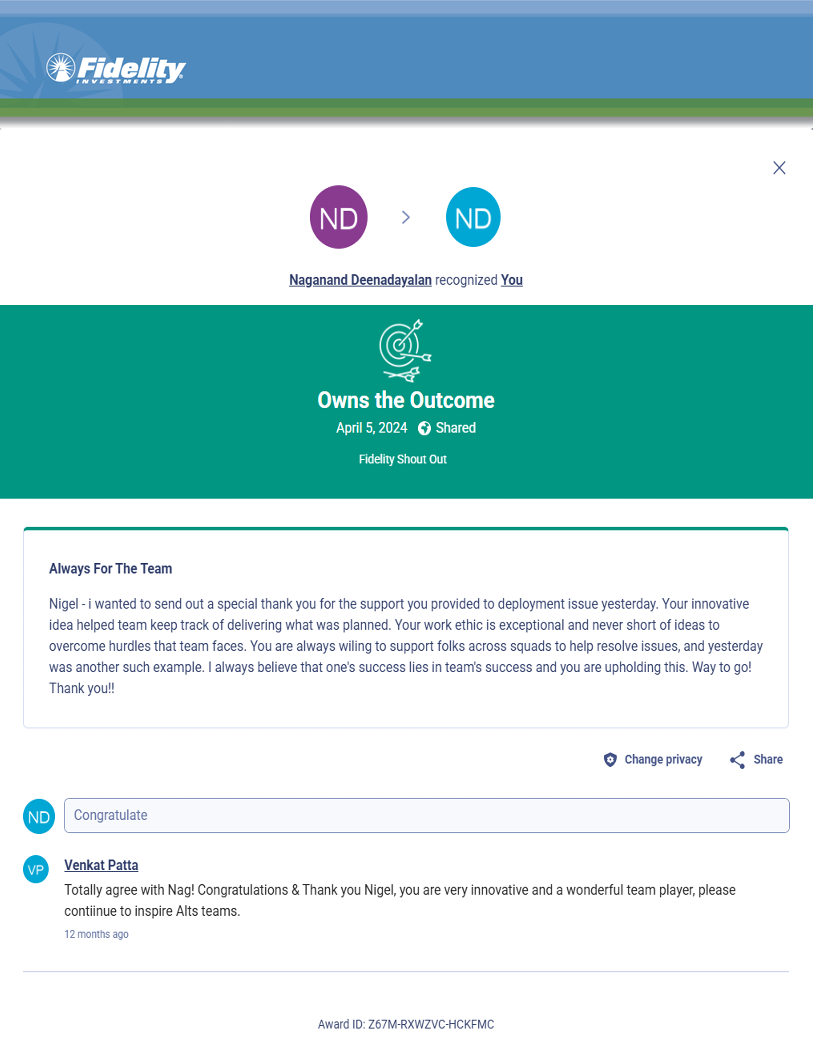 Fidelity
INVESTMENTS
ND
ND
Naganand Deenadayalan recognized You
Owns the Outcome
April 5, 2024 Shared
Fidelity Shout Out
Always For The Team
Nigel - i wanted to send out a special thank you for the support you provided to deployment issue yesterday. Your innovative
idea helped team keep track of delivering what was planned. Your work ethic is exceptional and never short of ideas to
overcome hurdles that team faces. You are always wiling to support folks across squads to help resolve issues, and yesterday
was another such example. I always believe that one's success lies in team's success and you are upholding this. Way to go!
Thank you!!
Change privacy Share
ND Congratulate
VP Venkat Patta
Totally agree with Nag! Congratulations & Thank you Nigel, you are very innovative and a wonderful team player, please
contiinue to inspire Alts teams.
12 months ago
Award ID: Z67M-RXWZVC-HCKFMC